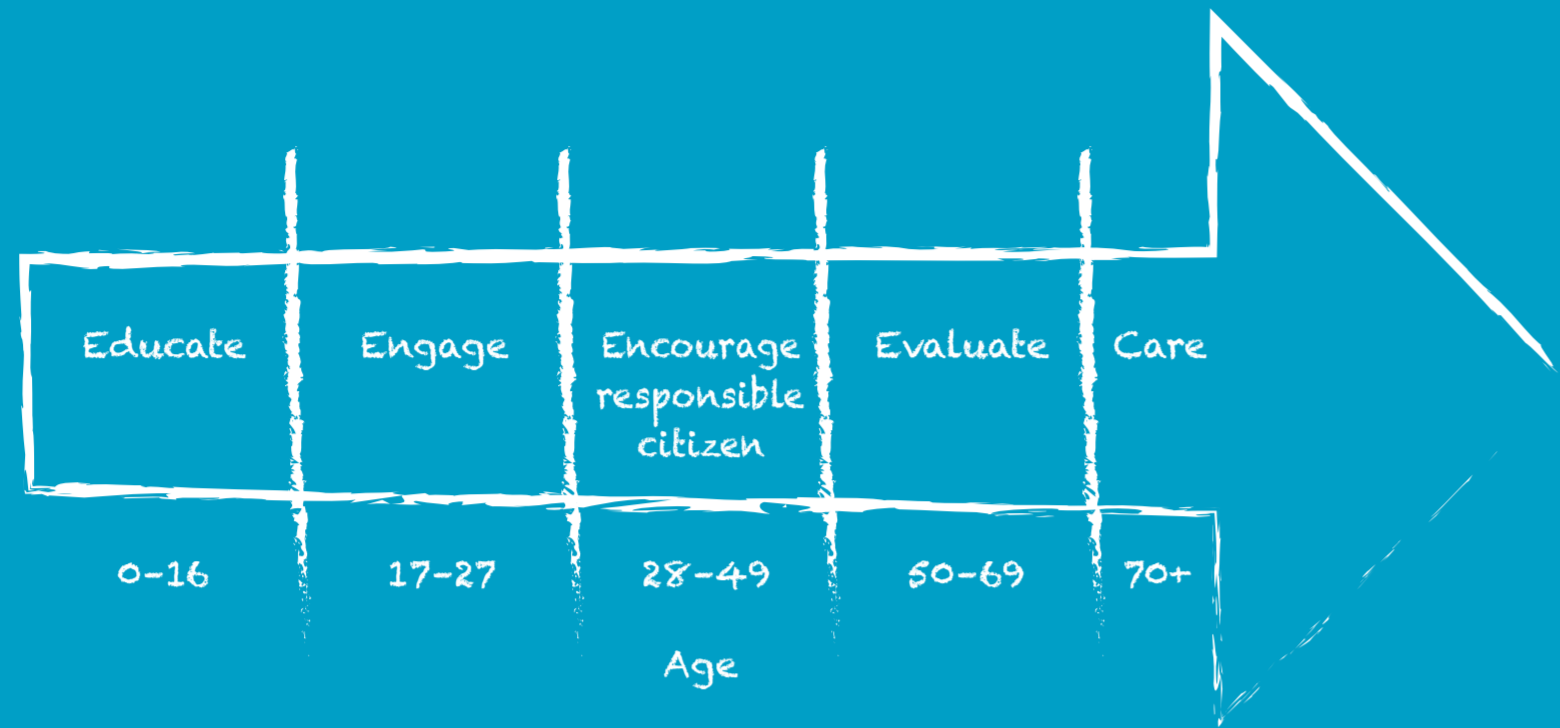 Educate
Engage
Encourage
responsible
citizen
Evaluate
Care
0-16
17-27
28-49
50-69
70+
Age